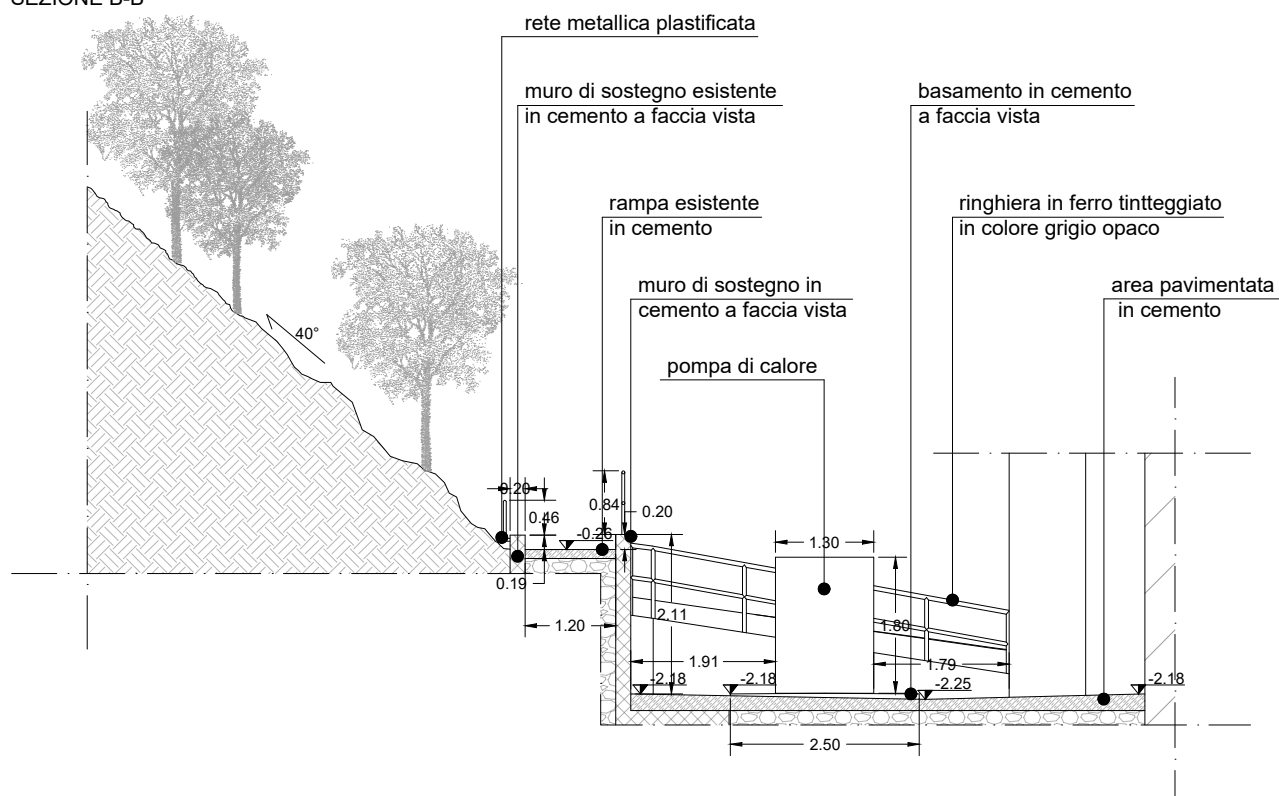 SEZIONE B-B
rete metallica plastificata
muro di sostegno esistente
in cemento a faccia vista
basamento in cemento
a faccia vista
rampa esistente
in cemento
ringhiera in ferro tintteggiato
in colore grigio opaco
muro di sostegno in
cemento a faccia vista
area pavimentata
in cemento
pompa di calore
40°
0.20
0.46
0.84
0.20
-0.26
0.19
1.30
1.20
2.11
1.80
1.91
1.79
-2.18
-2.18
-2.25
-2.18
2.50